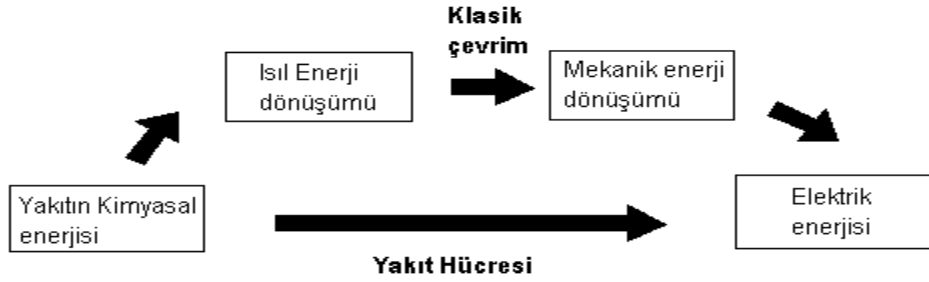 Klasik
çevrim
Isıl Enerji
dönüşümü
Mekanik enerji
dönüşümü
Yakıtın Kimyasal
enerjisi
Elektrik
enerjisi
Yakıt Hücresi